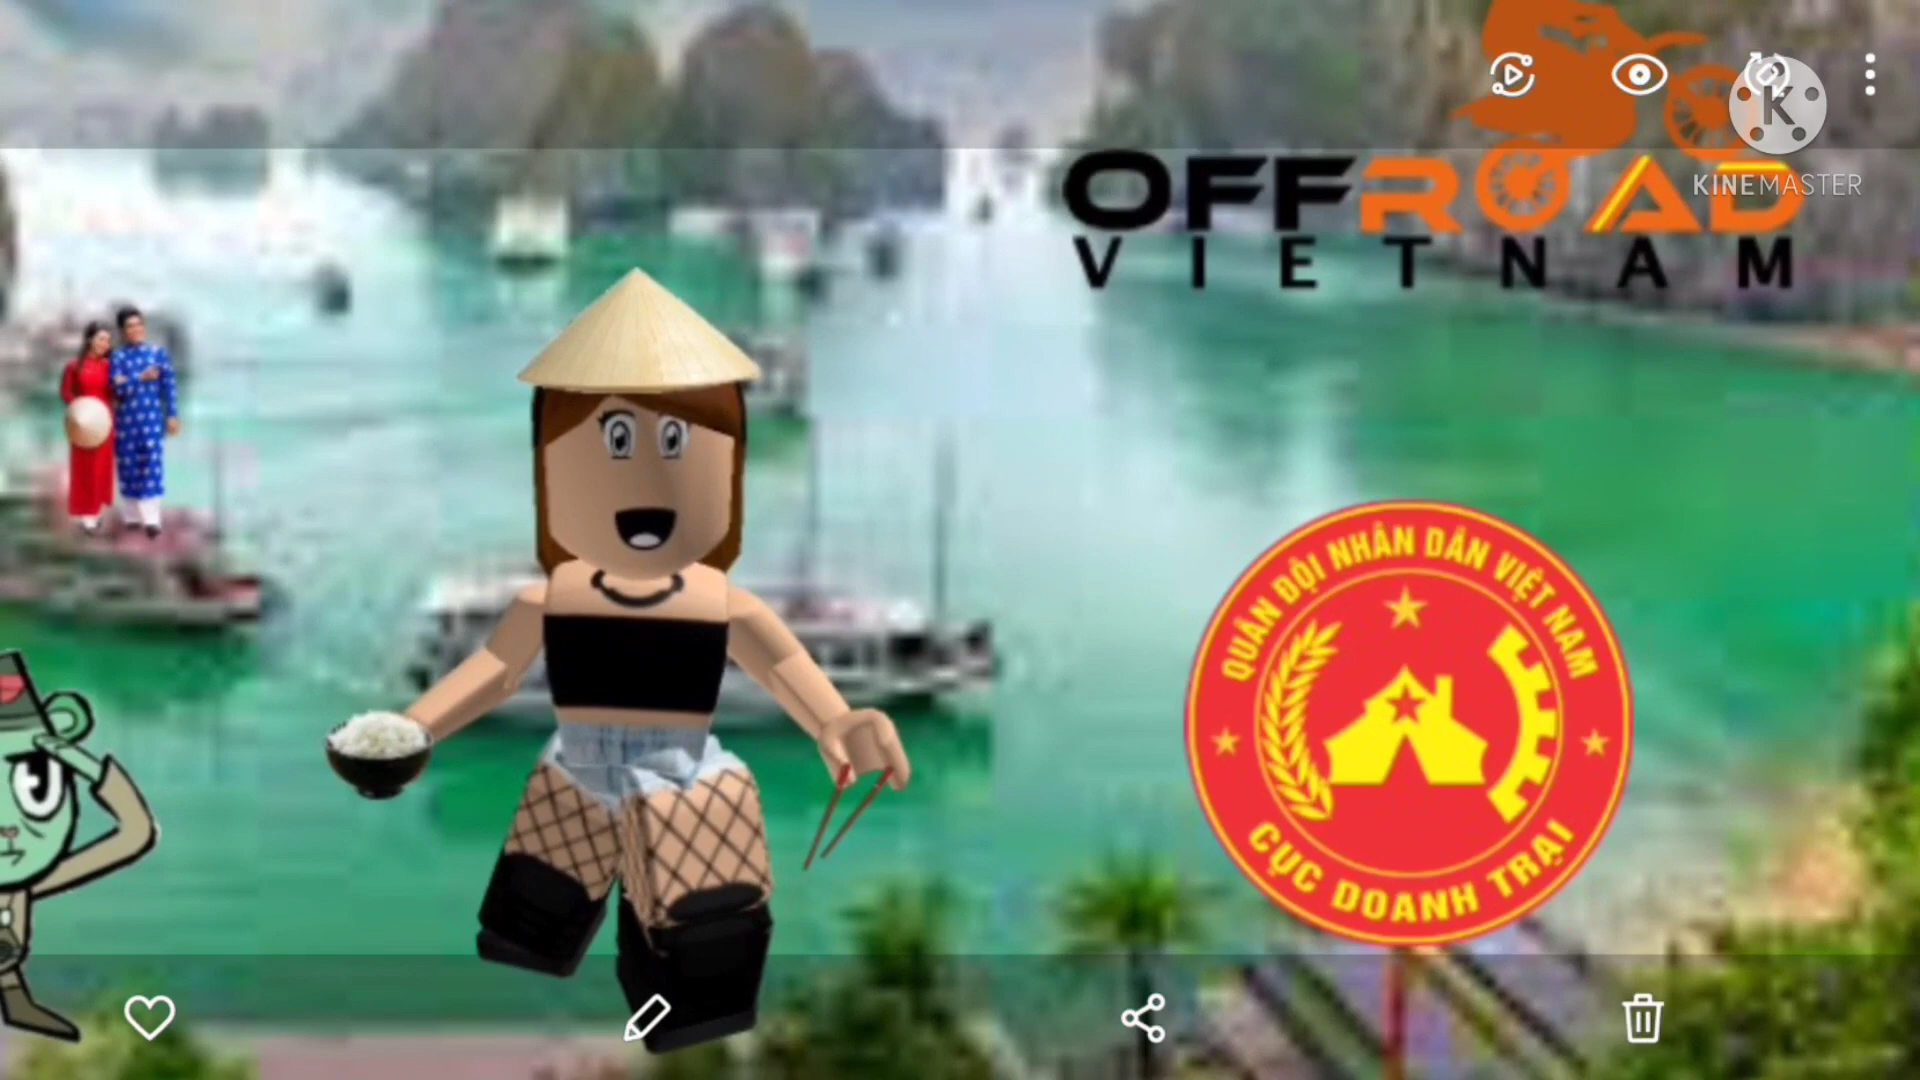 OFFROAD
VIETNAM
K
KINEMASTER
QUÂN ĐỘI NHÂN DÂN VIỆT NAM
CỤC DOANH TRẠI